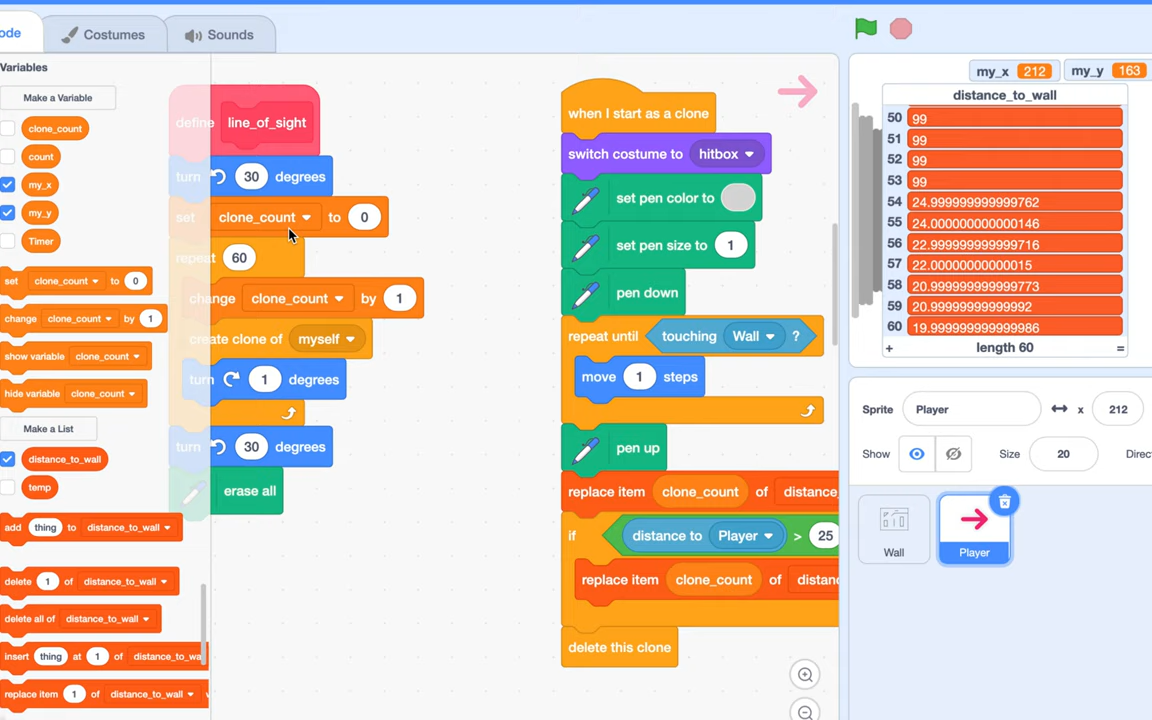 ode
Costumes
Sounds
Variables
Make a Variable
clone_count
count
my_x
my_y
Timer
set clone_count to 0
change clone_count by 1
show variable clone_count
hide variable clone_count
Make a List
distance_to_wall
temp
add thing to distance_to_wall
delete 1 of distance_to_wall
delete all of distance_to_wall
insert thing at 1 of distance_to_wa
replace item 1 of distance_to_wall
define line_of_sight
turn 30 degrees
set clone_count to 0
repeat 60
change clone_count by 1
create clone of myself
turn 1 degrees
turn 30 degrees
erase all
when I start as a clone
switch costume to hitbox
set pen color to
set pen size to 1
pen down
repeat until touching Wall ?
move 1 steps
pen up
replace item clone_count of distance
if distance to Player > 25
replace item clone_count of distan
delete this clone
my_x 212 my_y 163
distance_to_wall
50 99
51 99
52 99
53 99
54 24.999999999999762
55 24.000000000000146
56 22.999999999999716
57 22.00000000000015
58 20.999999999999773
59 20.99999999999992
60 19.999999999999986
+ length 60 =
Sprite Player x 212
Show Size 20 Direc
Wall
Player